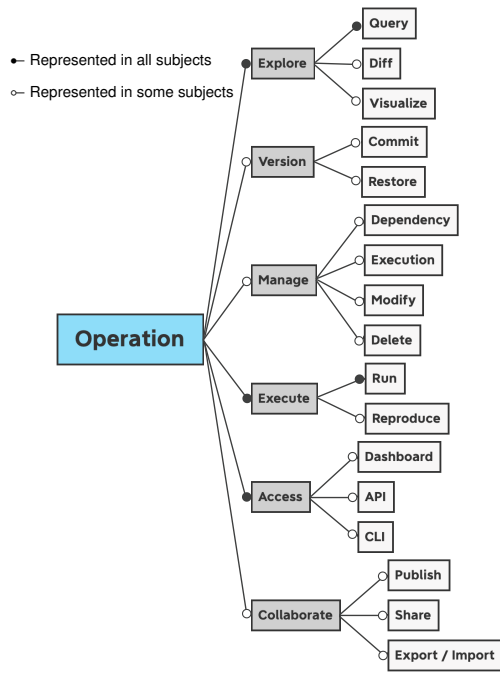 Represented in all subjects
Represented in some subjects
Operation
Explore
Query
Diff
Visualize
Version
Commit
Restore
Manage
Dependency
Execution
Modify
Delete
Execute
Run
Reproduce
Access
Dashboard
API
CLI
Collaborate
Publish
Share
Export / Import